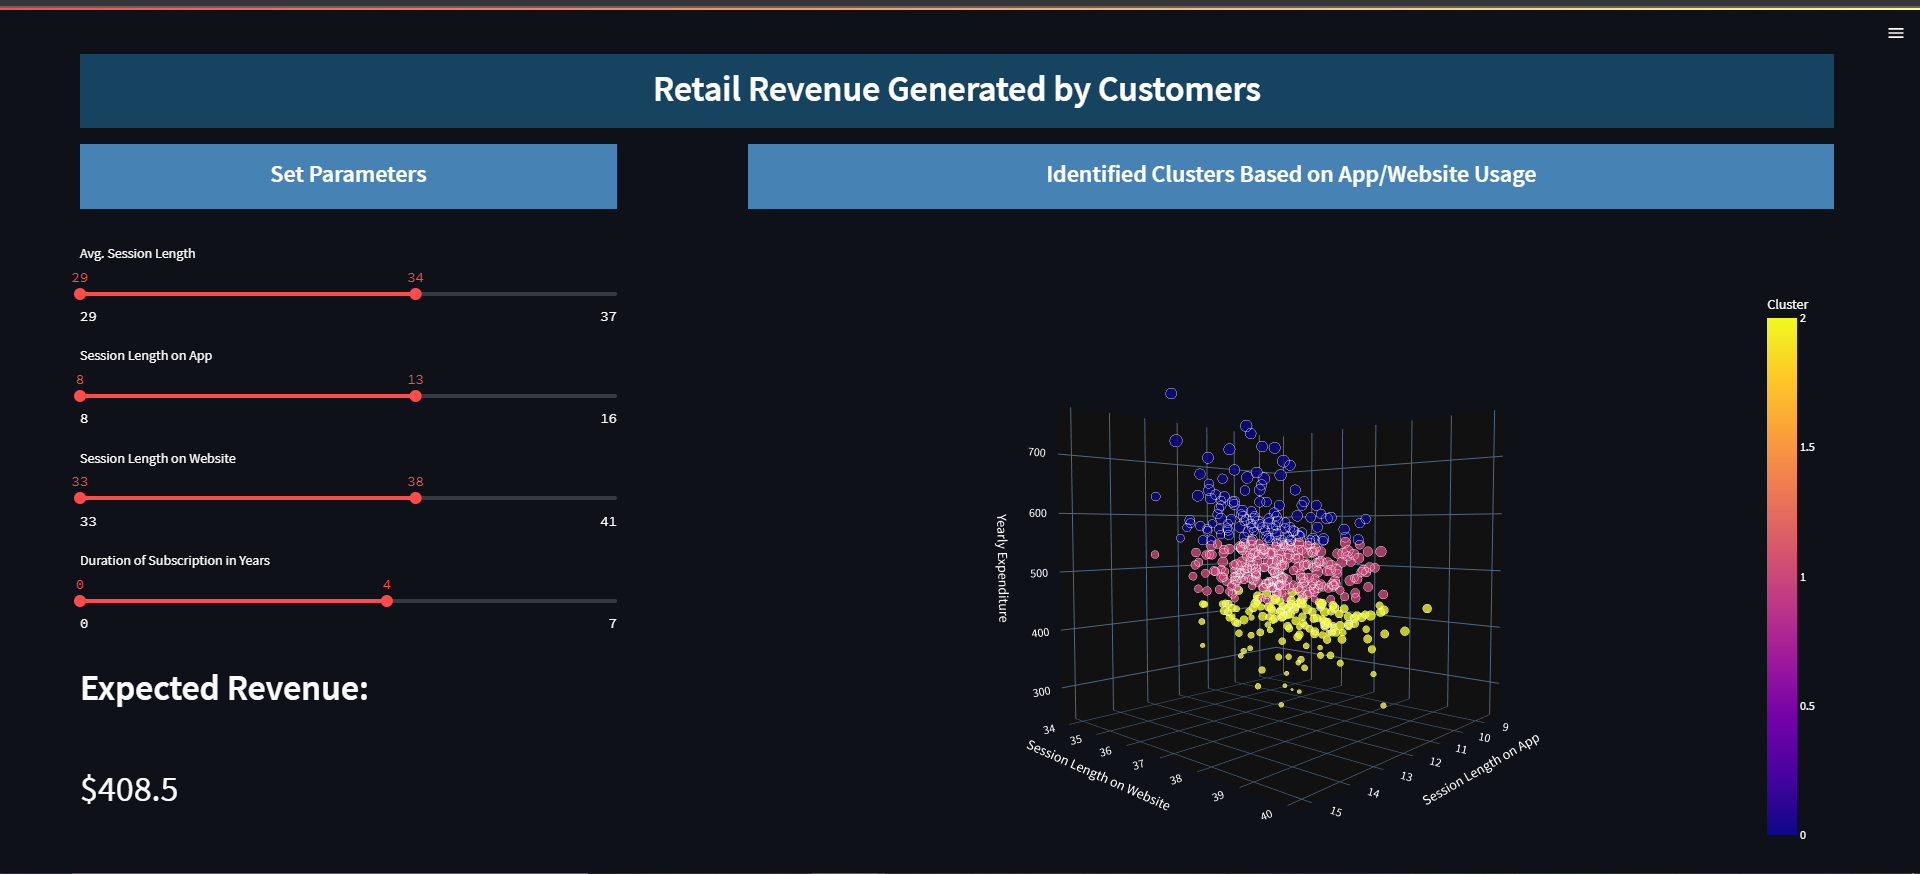 Retail Revenue Generated by Customers
Set Parameters
Identified Clusters Based on App/Website Usage
Avg. Session Length
29 34
29 37
Session Length on App
8 13
8 16
Session Length on Website
33 38
33 41
Duration of Subscription in Years
0 4
0 7
Expected Revenue:
$408.5
Yearly Expenditure
700
600
500
400
300
34
35
36
37
38
39
40
Session Length on Website
15
14
13
12
11
10
9
Session Length on App
Cluster
2
1.5
1
0.5
0